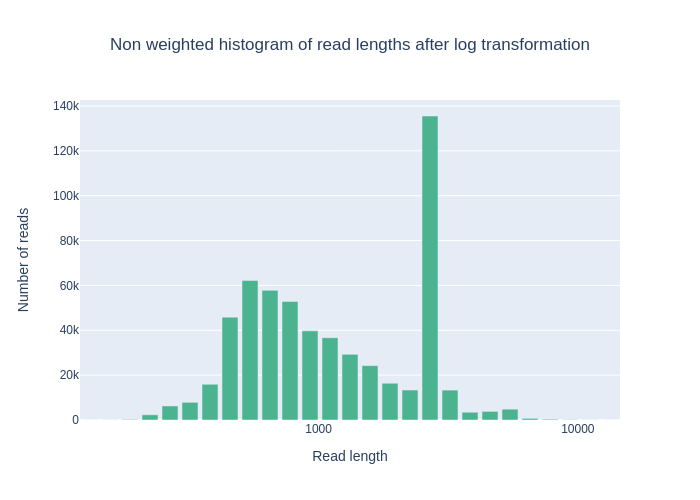 Non weighted histogram of read lengths after log transformation
140k
120k
100k
80k
60k
40k
20k
0
Number of reads
1000
10000
Read length